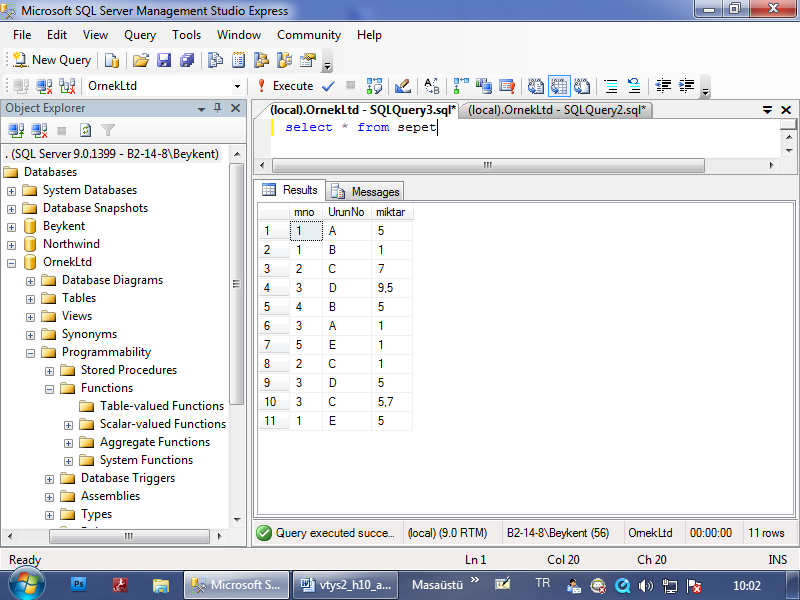 Microsoft SQL Server Management Studio Express
File Edit View Query Tools Window Community Help
New Query
OrnekLtd Execute
Object Explorer
(local).OrnekLtd - SQLQuery3.sql* (local).OrnekLtd - SQLQuery2.sql*
select * from sepet
. (SQL Server 9.0.1399 - B2-14-8\Beykent)
Databases
System Databases
Database Snapshots
Beykent
Northwind
OrnekLtd
Database Diagrams
Tables
Views
Synonyms
Programmability
Stored Procedures
Functions
Table-valued Functions
Scalar-valued Functions
Aggregate Functions
System Functions
Database Triggers
Assemblies
Types
Results Messages
mno UrunNo miktar
1 1 A 5
2 1 B 1
3 2 C 7
4 3 D 9,5
5 4 B 5
6 3 A 1
7 5 E 1
8 2 C 1
9 3 D 5
10 3 C 5,7
11 1 E 5
Query executed succe... (local) (9.0 RTM) B2-14-8\Beykent (56) OrnekLtd 00:00:00 11 rows
Ready Ln 1 Col 20 Ch 20 INS
Ps Microsoft S... vtys2_h10_a... Masaüstü » TR 10:02